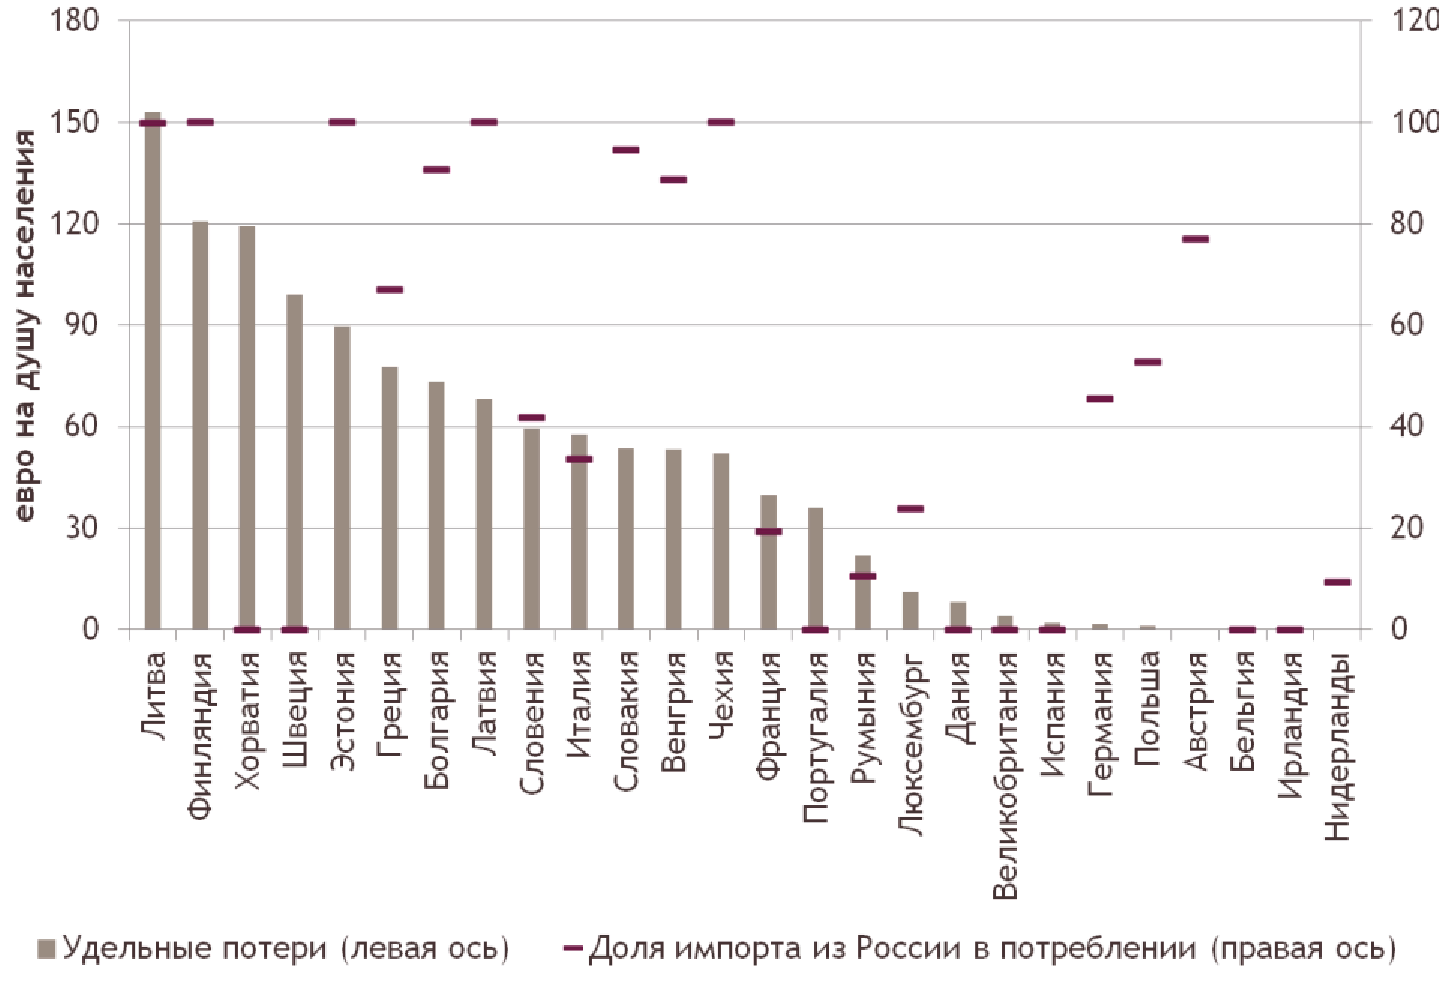 180
150
120
90
60
30
0
евро на душу населения
120
100
80
60
40
20
0
Литва
Финляндия
Хорватия
Швеция
Эстония
Греция
Болгария
Латвия
Словения
Италия
Словакия
Венгрия
Чехия
Франция
Португалия
Румыния
Люксембург
Дания
Великобритания
Испания
Германия
Польша
Австрия
Бельгия
Ирландия
Нидерланды
Удельные потери (левая ось)
Доля импорта из России в потреблении (правая ось)